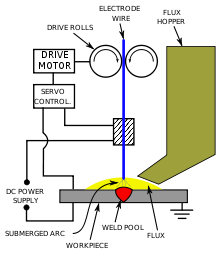 ELECTRODE
WIRE
FLUX
HOPPER
DRIVE ROLLS
DRIVE
MOTOR
SERVO
CONTROL.
DC POWER
SUPPLY
SUBMERGED ARC
WELD POOL
FLUX
WORKPIECE